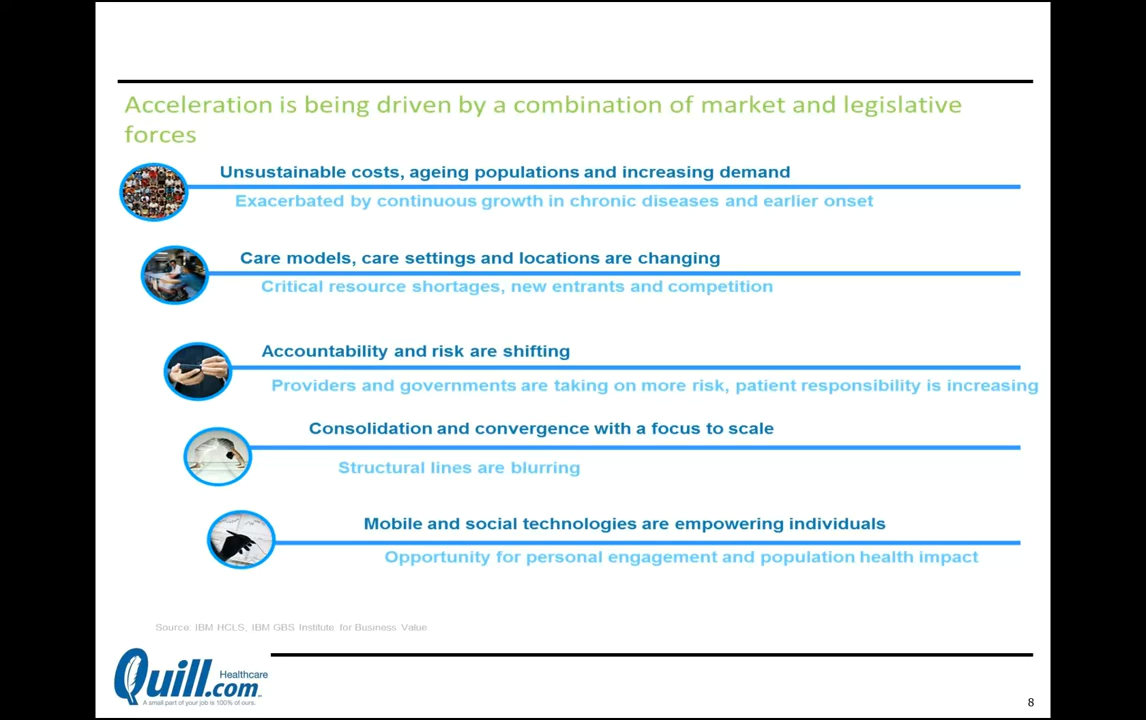 Acceleration is being driven by a combination of market and legislative
forces
Unsustainable costs, ageing populations and increasing demand
Exacerbated by continuous growth in chronic diseases and earlier onset
Care models, care settings and locations are changing
Critical resource shortages, new entrants and competition
Accountability and risk are shifting
Providers and governments are taking on more risk, patient responsibility is increasing
Consolidation and convergence with a focus to scale
Structural lines are blurring
Mobile and social technologies are empowering individuals
Opportunity for personal engagement and population health impact
Source: IBM HCLS, IBM GBS Institute for Business Value
Quill.com Healthcare
A small part of your job is 100% of ours.
8